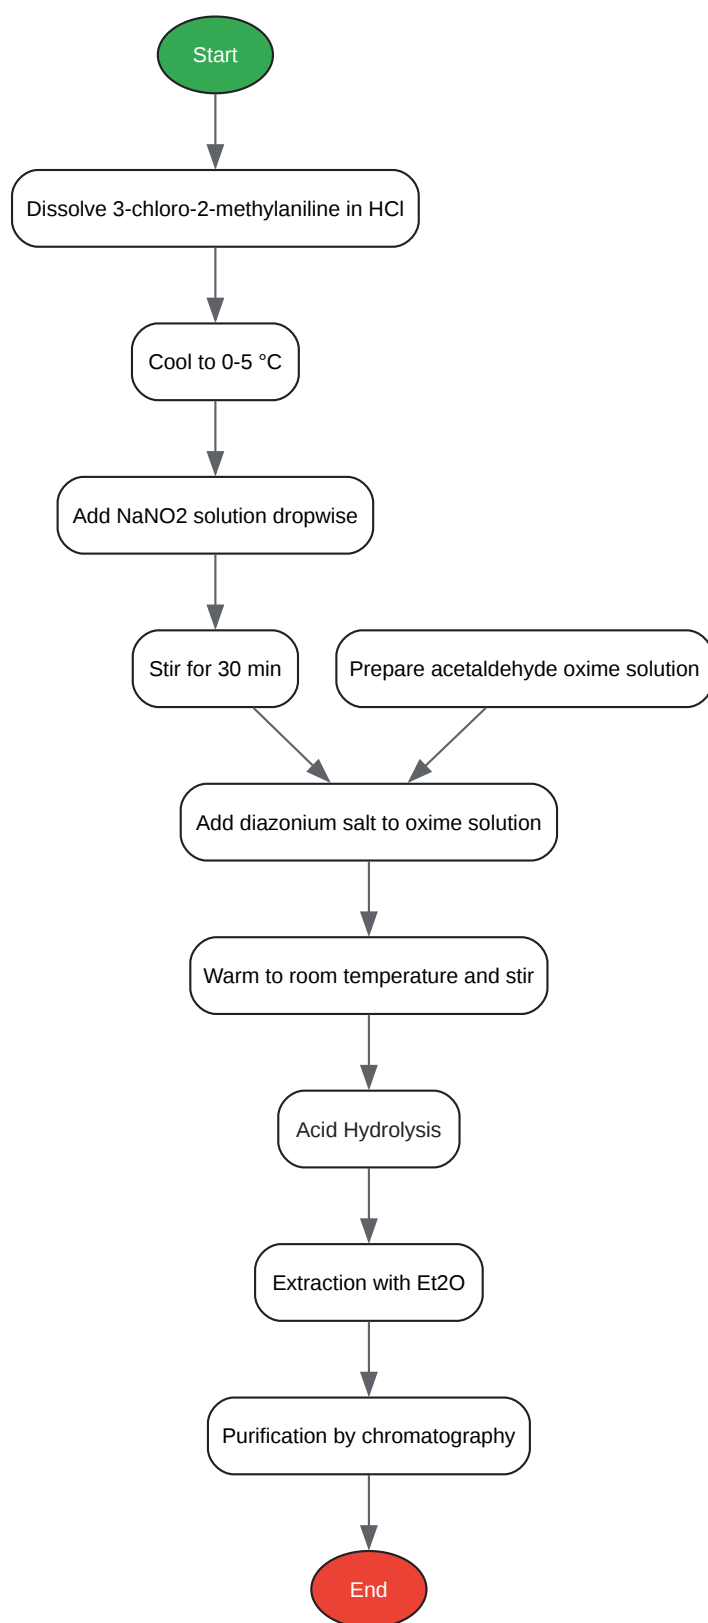 Start
Dissolve 3-chloro-2-methylaniline in HCl
Cool to 0-5 °C
Add NaNO2 solution dropwise
Stir for 30 min
Prepare acetaldehyde oxime solution
Add diazonium salt to oxime solution
Warm to room temperature and stir
Acid Hydrolysis
Extraction with Et2O
Purification by chromatography
End